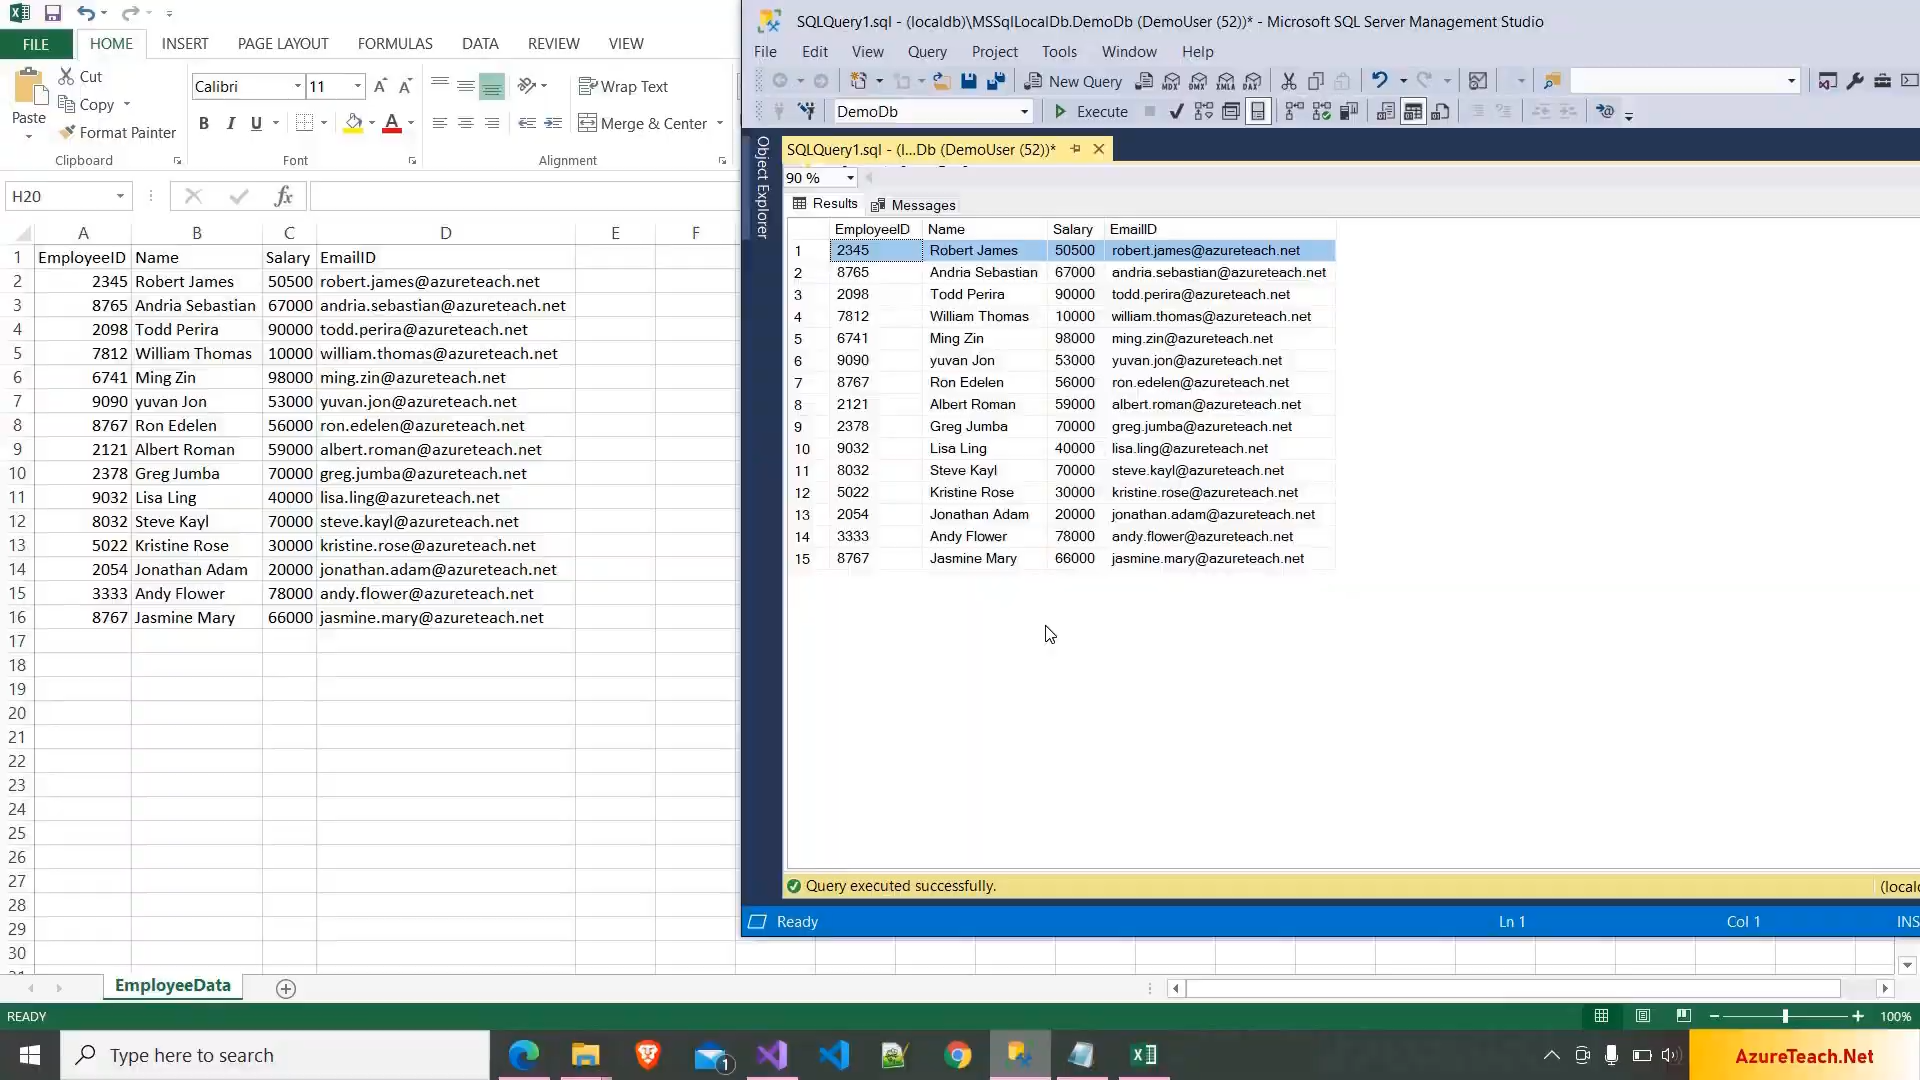 FILE HOME INSERT PAGE LAYOUT FORMULAS DATA REVIEW VIEW
Paste
Cut
Copy
Format Painter
Clipboard
Calibri 11
B I U A
Font
Wrap Text
Merge & Center
Alignment
H20 fx
A B C D E F
1 EmployeeID Name Salary EmailID
2 2345 Robert James 50500 robert.james@azureteach.net
3 8765 Andria Sebastian 67000 andria.sebastian@azureteach.net
4 2098 Todd Perira 90000 todd.perira@azureteach.net
5 7812 William Thomas 10000 william.thomas@azureteach.net
6 6741 Ming Zin 98000 ming.zin@azureteach.net
7 9090 yuvan Jon 53000 yuvan.jon@azureteach.net
8 8767 Ron Edelen 56000 ron.edelen@azureteach.net
9 2121 Albert Roman 59000 albert.roman@azureteach.net
10 2378 Greg Jumba 70000 greg.jumba@azureteach.net
11 9032 Lisa Ling 40000 lisa.ling@azureteach.net
12 8032 Steve Kayl 70000 steve.kayl@azureteach.net
13 5022 Kristine Rose 30000 kristine.rose@azureteach.net
14 2054 Jonathan Adam 20000 jonathan.adam@azureteach.net
15 3333 Andy Flower 78000 andy.flower@azureteach.net
16 8767 Jasmine Mary 66000 jasmine.mary@azureteach.net
17
18
19
20
21
22
23
24
25
26
27
28
29
30
EmployeeData
READY
100%
SQLQuery1.sql - (localdb)\MSSqlLocalDb.DemoDb (DemoUser (52))* - Microsoft SQL Server Management Studio
File Edit View Query Project Tools Window Help
New Query
DemoDb Execute
Object Explorer
SQLQuery1.sql - (l...Db (DemoUser (52))*
90 %
Results Messages
EmployeeID Name Salary EmailID
1 2345 Robert James 50500 robert.james@azureteach.net
2 8765 Andria Sebastian 67000 andria.sebastian@azureteach.net
3 2098 Todd Perira 90000 todd.perira@azureteach.net
4 7812 William Thomas 10000 william.thomas@azureteach.net
5 6741 Ming Zin 98000 ming.zin@azureteach.net
6 9090 yuvan Jon 53000 yuvan.jon@azureteach.net
7 8767 Ron Edelen 56000 ron.edelen@azureteach.net
8 2121 Albert Roman 59000 albert.roman@azureteach.net
9 2378 Greg Jumba 70000 greg.jumba@azureteach.net
10 9032 Lisa Ling 40000 lisa.ling@azureteach.net
11 8032 Steve Kayl 70000 steve.kayl@azureteach.net
12 5022 Kristine Rose 30000 kristine.rose@azureteach.net
13 2054 Jonathan Adam 20000 jonathan.adam@azureteach.net
14 3333 Andy Flower 78000 andy.flower@azureteach.net
15 8767 Jasmine Mary 66000 jasmine.mary@azureteach.net
Query executed successfully.
Ready Ln 1 Col 1 INS
Type here to search
1
AzureTeach.Net